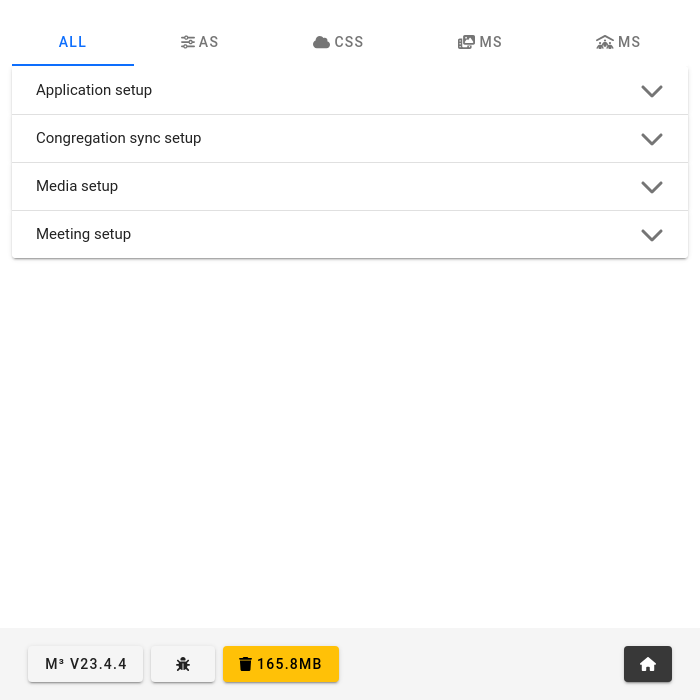 ALL AS CSS MS MS
Application setup
Congregation sync setup
Media setup
Meeting setup
M³ V23.4.4 165.8MB